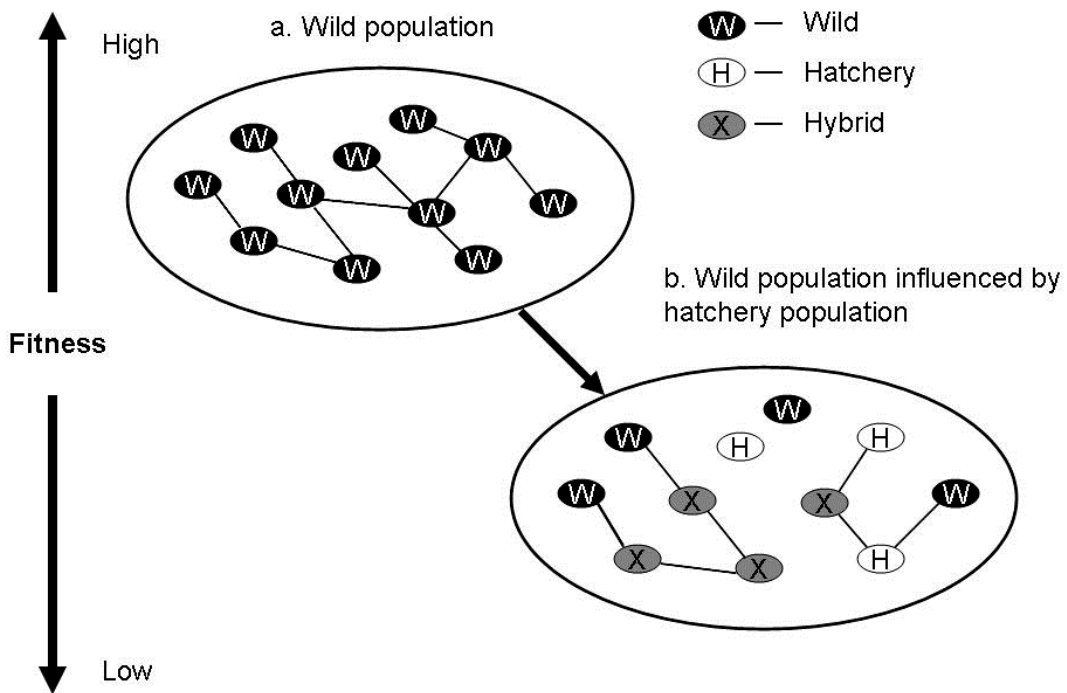 High
a. Wild population
W — Wild
H — Hatchery
X — Hybrid
W
W
W
W
W
W
W
W
W
W
W
b. Wild population influenced by
hatchery population
Fitness
W
W
H
H
W
X
X
W
X
X
H
Low